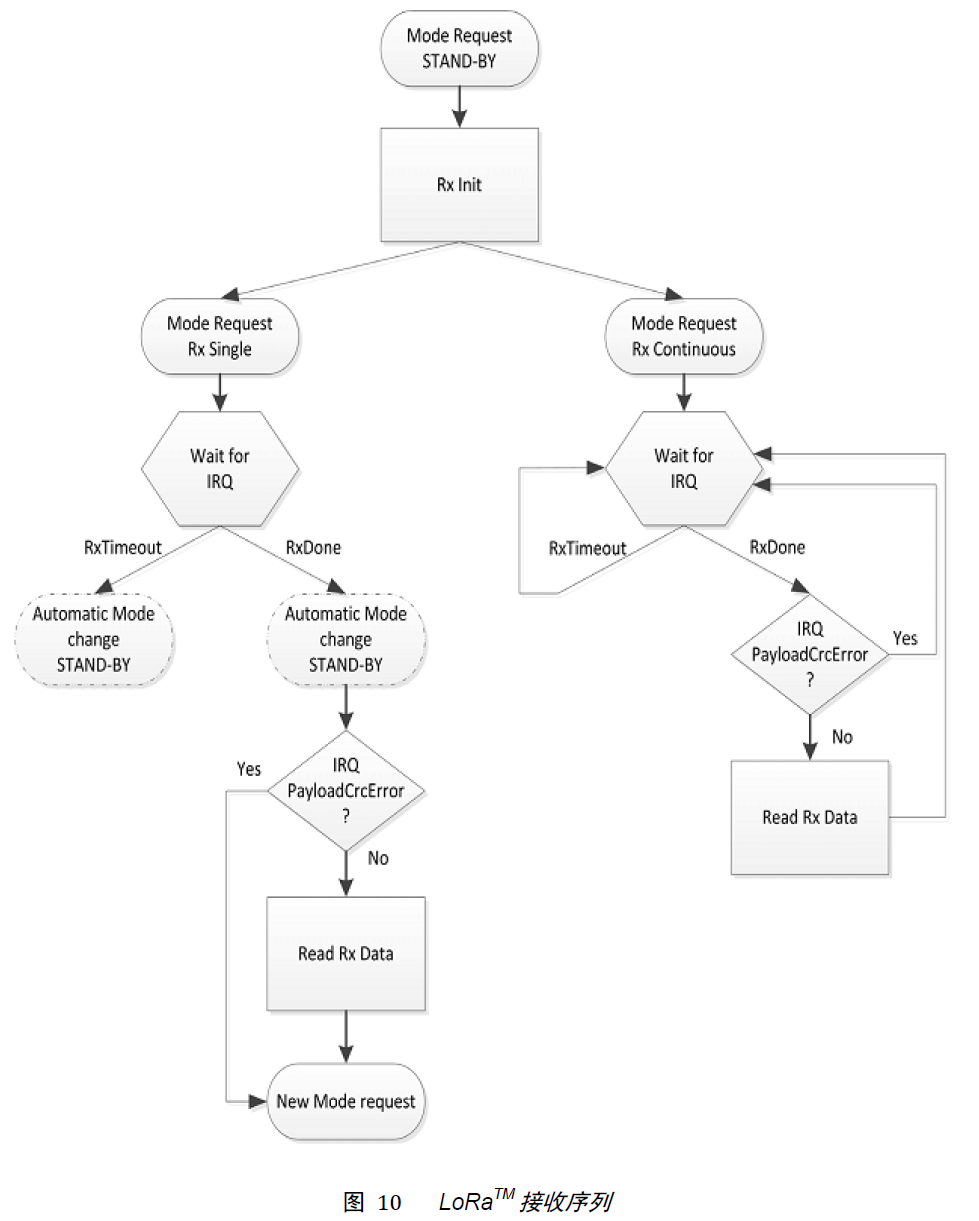 Mode Request
STAND-BY
Rx Init
Mode Request
Rx Single
Mode Request
Rx Continuous
Wait for
IRQ
Wait for
IRQ
RxTimeout
RxDone
RxTimeout
RxDone
Automatic Mode
change
STAND-BY
Automatic Mode
change
STAND-BY
IRQ
PayloadCrcError
?
Yes
No
Read Rx Data
Yes
IRQ
PayloadCrcError
?
No
Read Rx Data
New Mode request
图 10 LoRa™ 接收序列